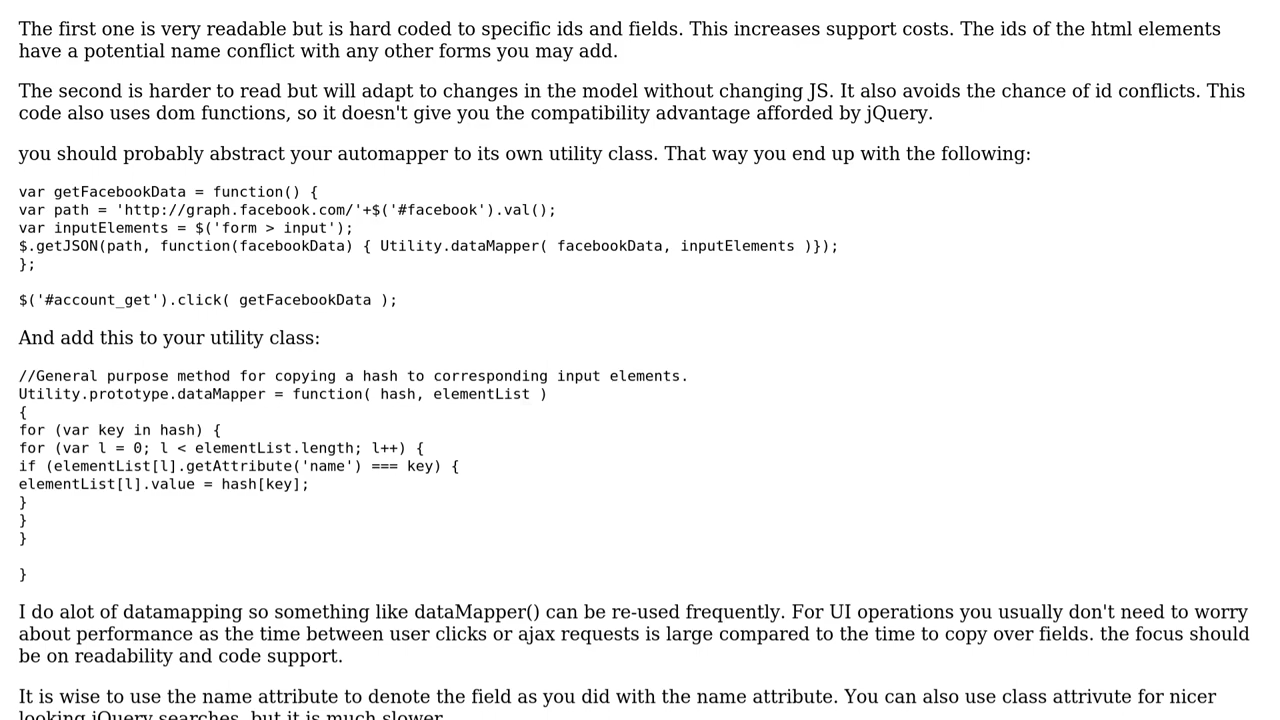 The first one is very readable but is hard coded to specific ids and fields. This increases support costs. The ids of the html elements
have a potential name conflict with any other forms you may add.
The second is harder to read but will adapt to changes in the model without changing JS. It also avoids the chance of id conflicts. This
code also uses dom functions, so it doesn't give you the compatibility advantage afforded by jQuery.
you should probably abstract your automapper to its own utility class. That way you end up with the following:
var getFacebookData = function() {
var path = 'http://graph.facebook.com/'+$('#facebook').val();
var inputElements = $('form > input');
$.getJSON(path, function(facebookData) { Utility.dataMapper( facebookData, inputElements )});
};
$('#account_get').click( getFacebookData );
And add this to your utility class:
//General purpose method for copying a hash to corresponding input elements.
Utility.prototype.dataMapper = function( hash, elementList )
{
for (var key in hash) {
for (var l = 0; l < elementList.length; l++) {
if (elementList[l].getAttribute('name') === key) {
elementList[l].value = hash[key];
}
}
}
}
I do alot of datamapping so something like dataMapper() can be re-used frequently. For UI operations you usually don't need to worry
about performance as the time between user clicks or ajax requests is large compared to the time to copy over fields. the focus should
be on readability and code support.
It is wise to use the name attribute to denote the field as you did with the name attribute. You can also use class attrivute for nicer
looking jQuery searches, but it is much slower.